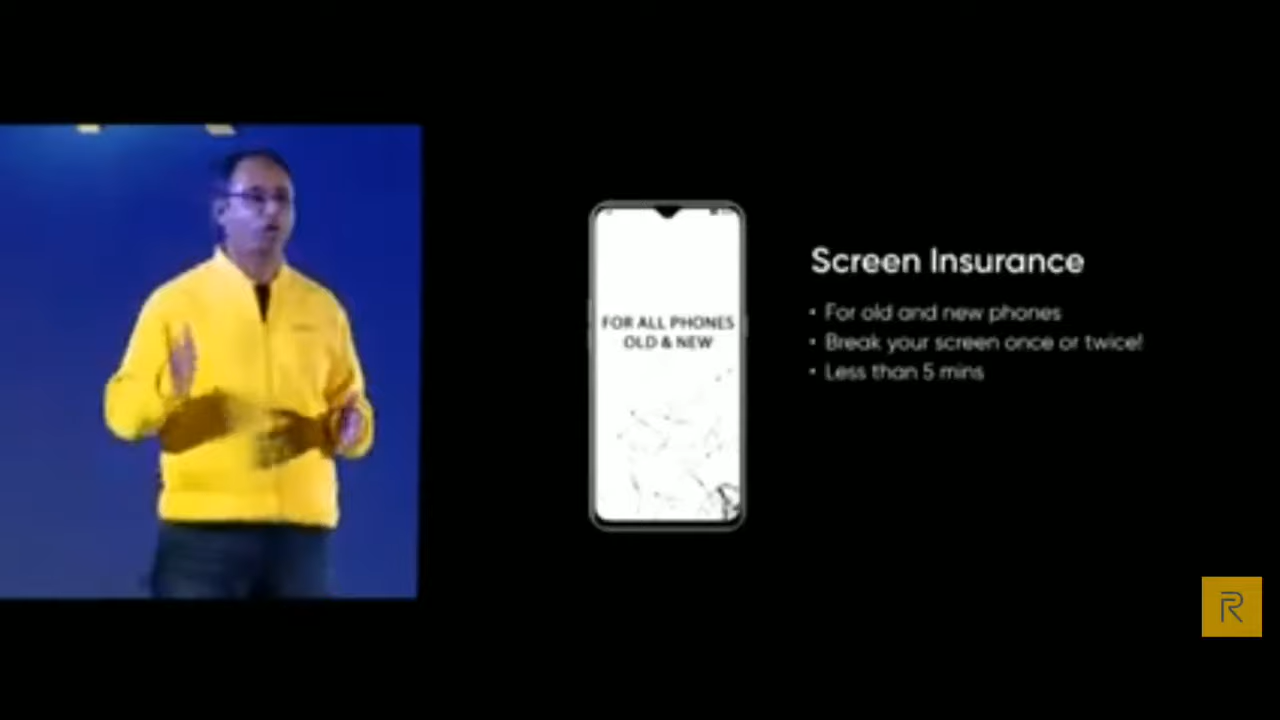 FOR ALL PHONES
OLD & NEW
Screen Insurance
• For old and new phones
• Break your screen once or twice!
• Less than 5 mins
R